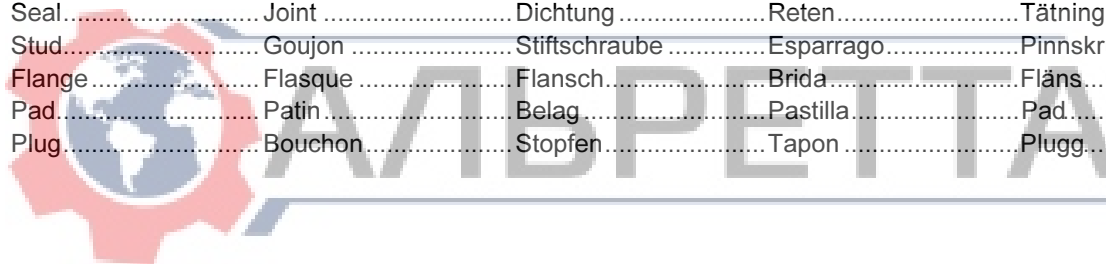 Seal........................Joint ........................Dichtung ........................Reten........................Tätning
Stud........................Goujon ........................Stiftschraube ........................Esparrago........................Pinnskr
Flange........................Flasque ........................Flansch........................Brida ........................Fläns...
Pad........................Patin ........................Belag ........................Pastilla........................Pad.....
Plug........................Bouchon ........................Stopfen ........................Tapon ........................Plugg...
АЛЬРЕТТА